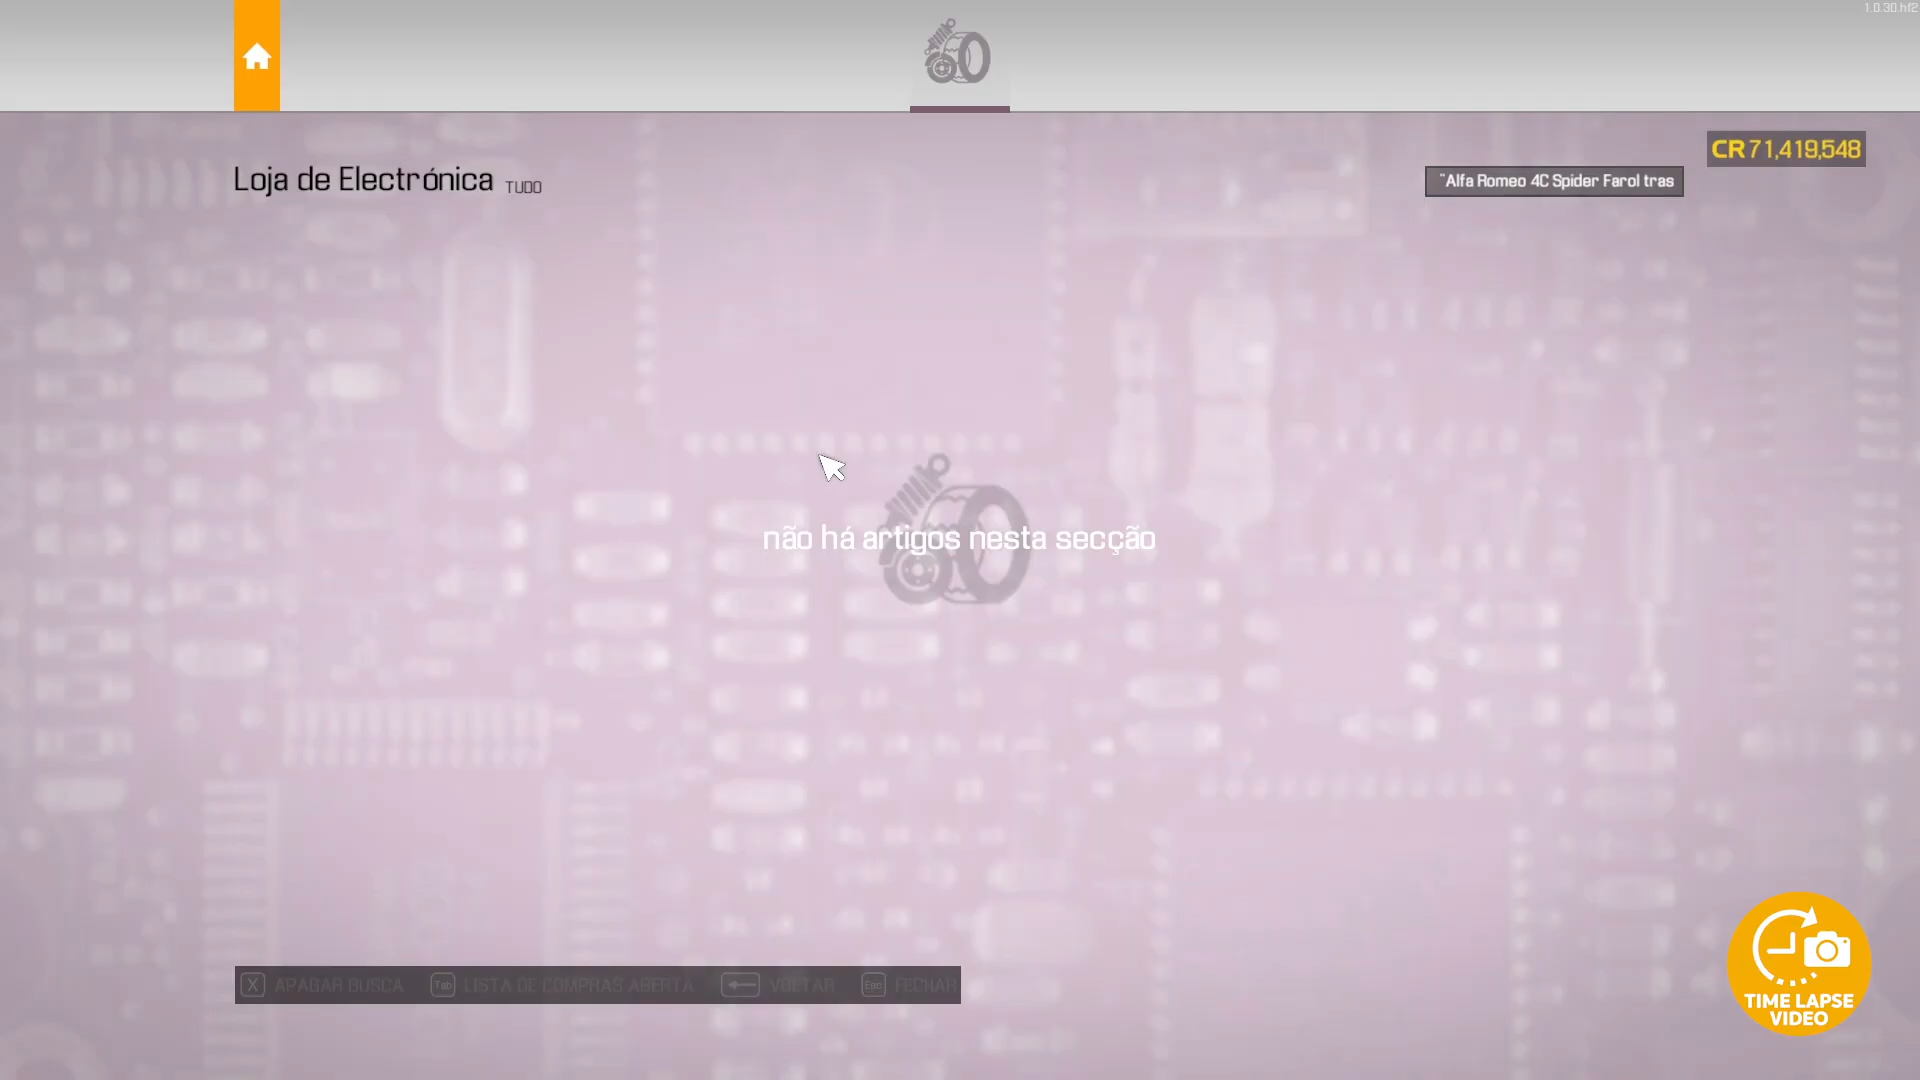 1.0.30.hf2
CR 71,419,548
Loja de Electrónica TUDO
"Alfa Romeo 4C Spider Farol tras
não há artigos nesta secção
X APAGAR BUSCA Tab LISTA DE COMPRAS ABERTA VOLTAR Esc FECHAR
TIME LAPSE
VIDEO